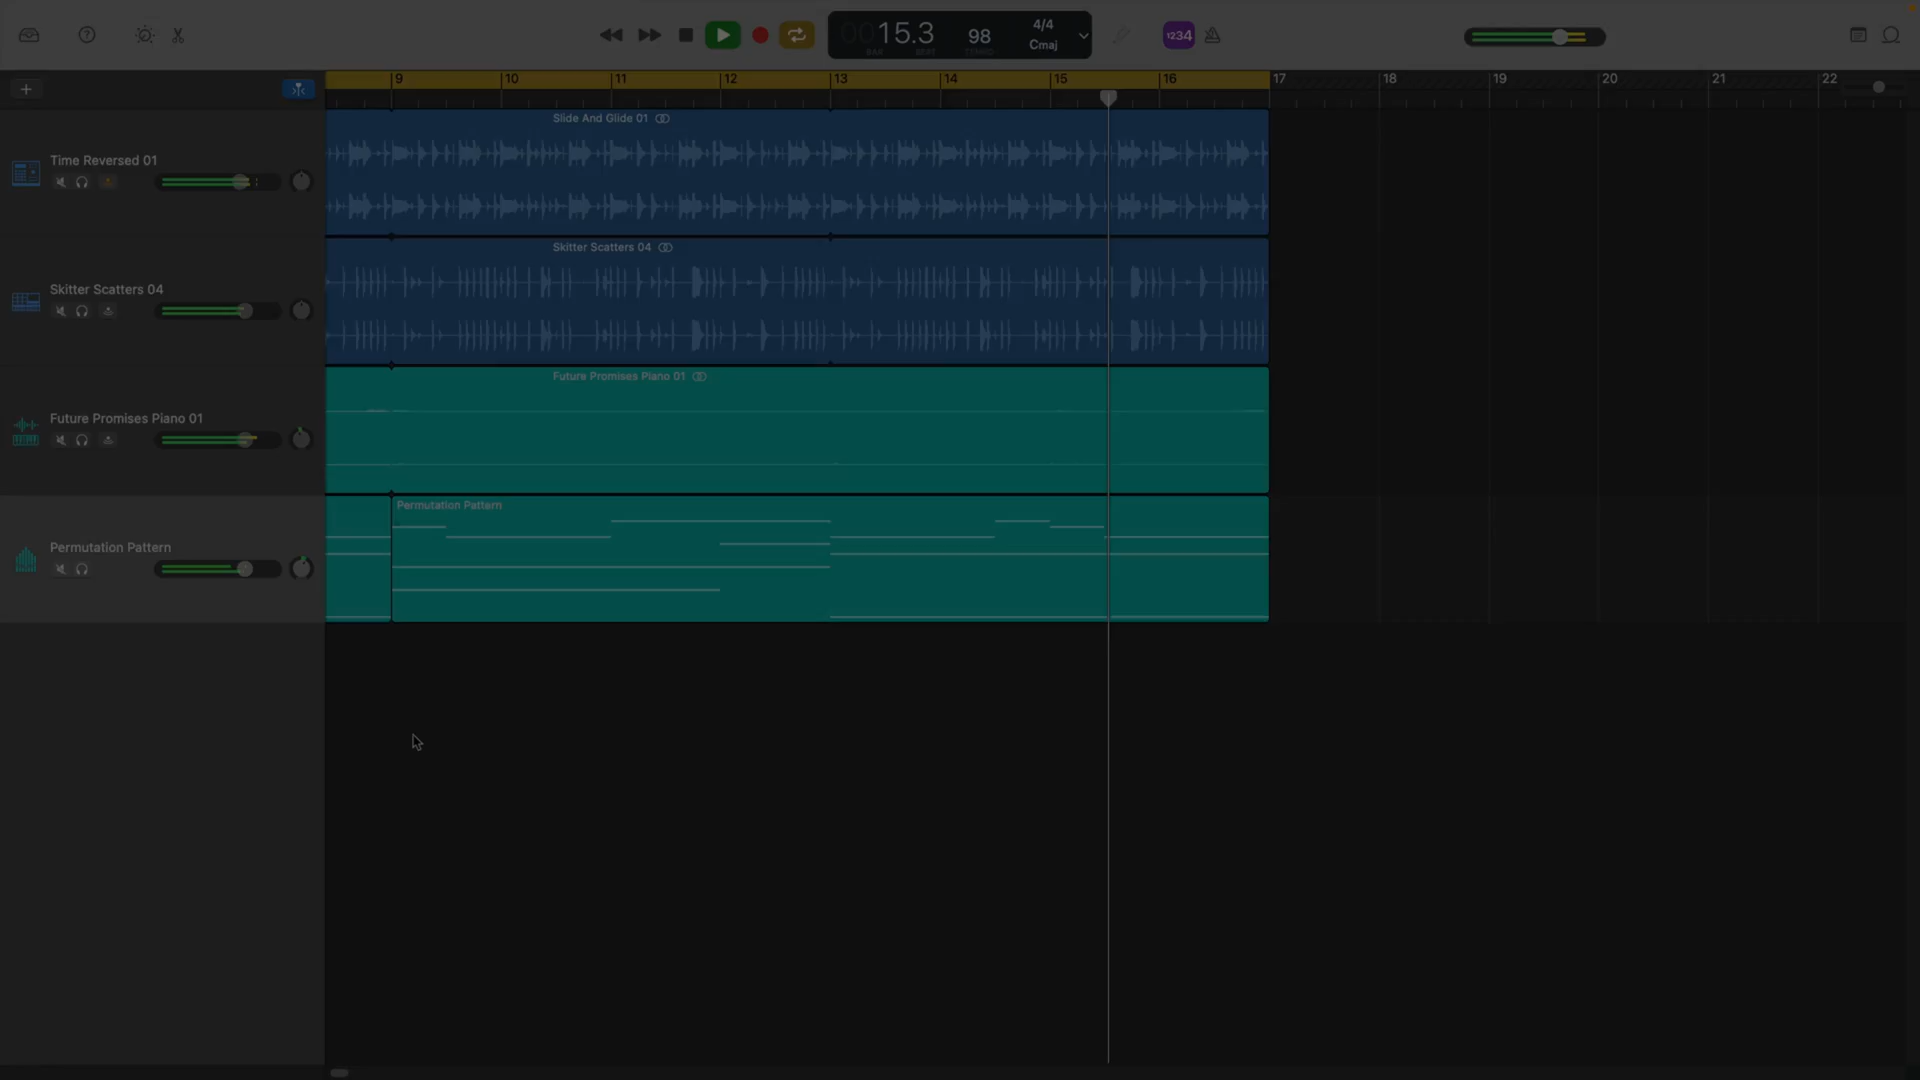 0015.3
BAR
BEAT
98
TEMPO
4/4
Cmaj
1234
9
10
11
12
13
14
15
16
17
18
19
20
21
22
Slide And Glide 01
Time Reversed 01
Skitter Scatters 04
Skitter Scatters 04
Future Promises Piano 01
Future Promises Piano 01
Permutation Pattern
Permutation Pattern